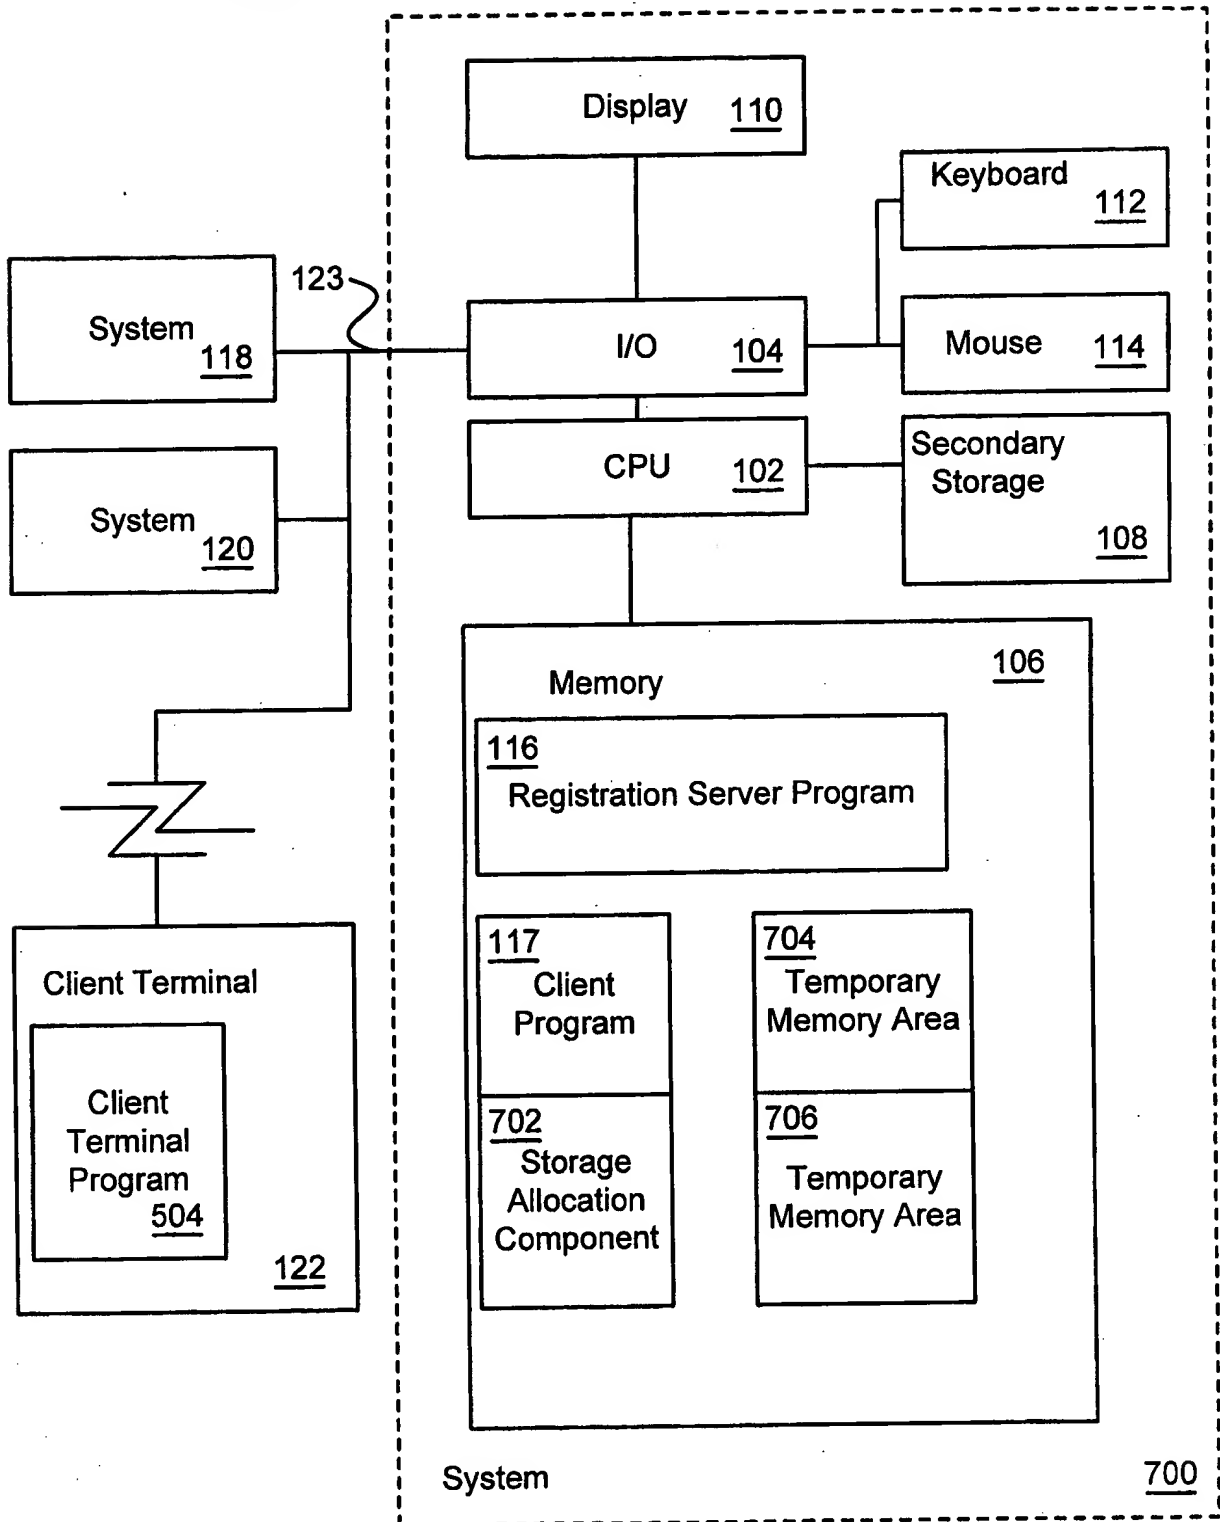 Display 110
Keyboard
112
123
System
118
I/O 104
Mouse 114
CPU 102
Secondary
Storage
108
System
120
Memory
106
116
Registration Server Program
117
Client
Program
704
Temporary
Memory Area
702
Storage
Allocation
Component
706
Temporary
Memory Area
Client Terminal
Client
Terminal
Program
504
122
System
700